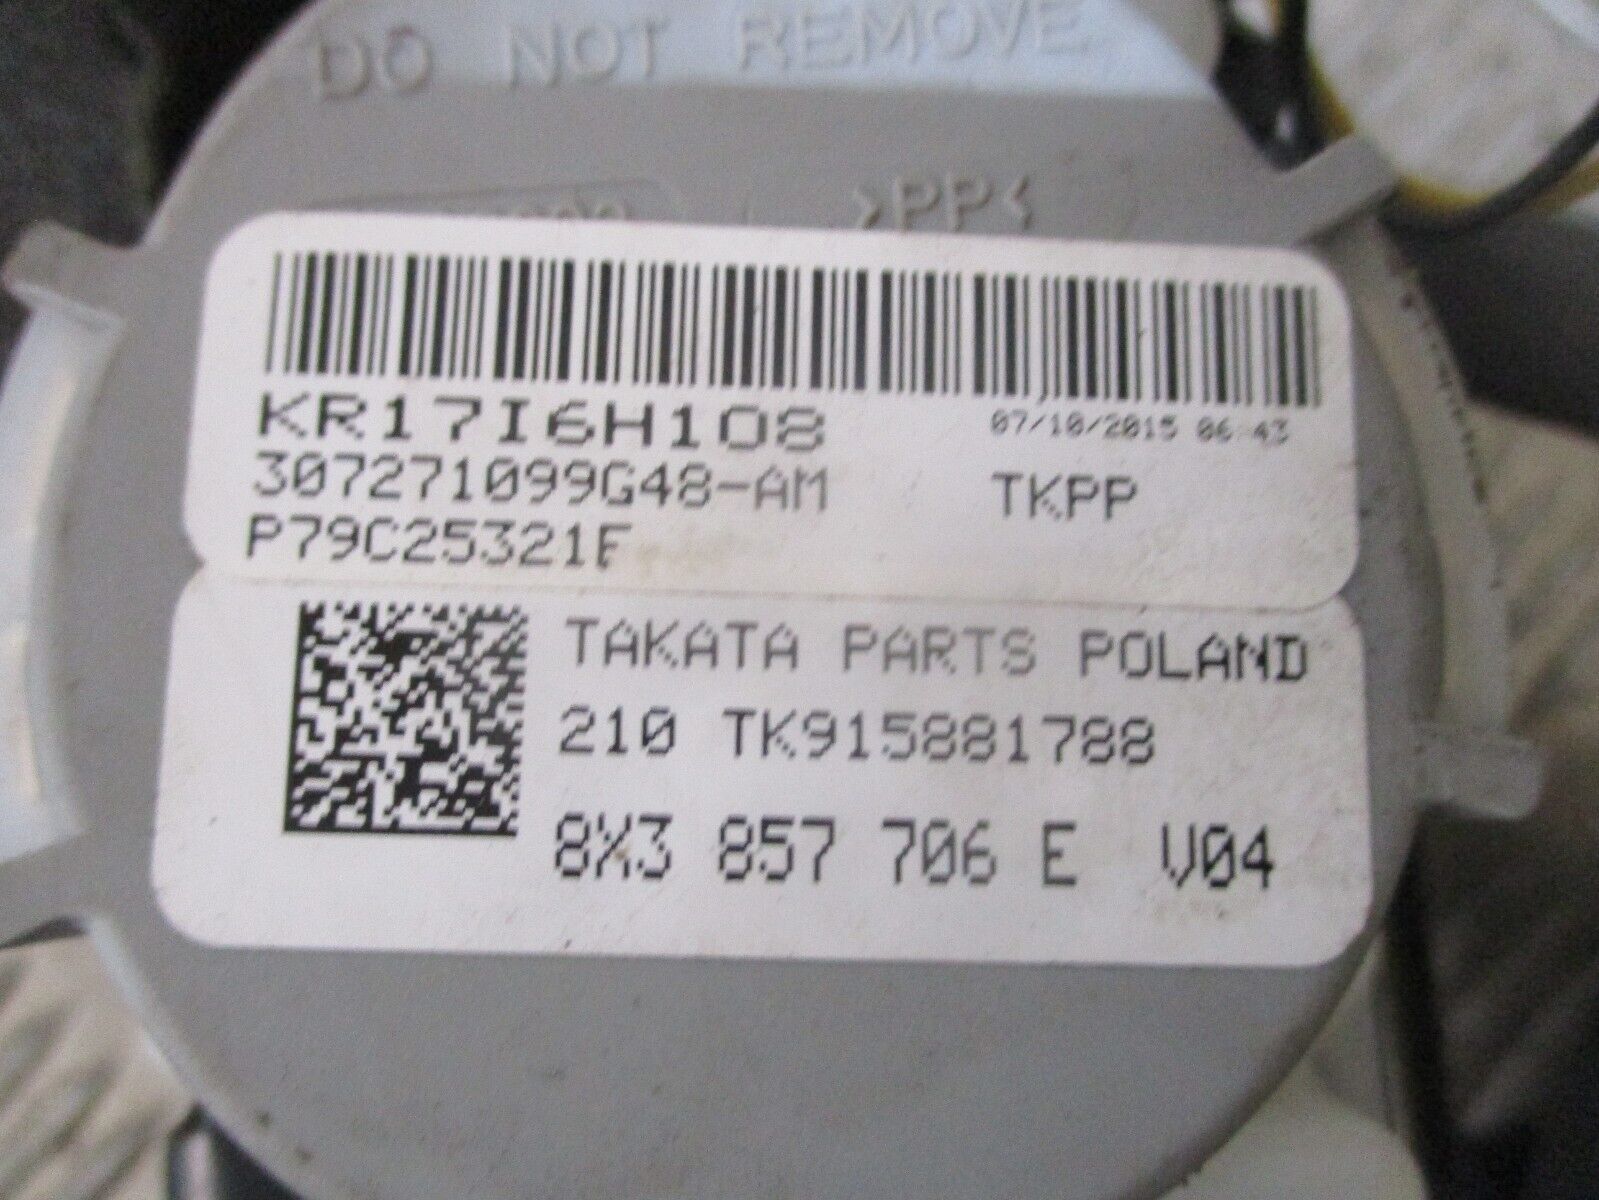 DO NOT REMOVE
>PP<
KR17I6H108
07/10/2015 06:43
307271099G48-AM TKPP
P79C25321E
TAKATA PARTS POLAND
210 TK915881788
8X3 857 706 E V04